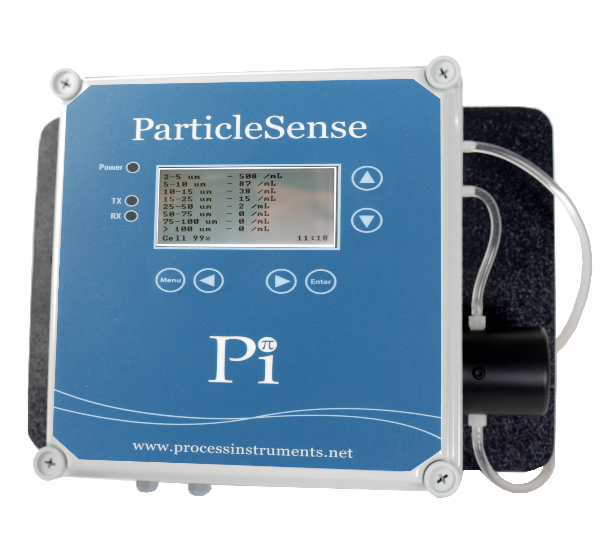 ParticleSense
Power
TX
RX
2-5 um - 508 /mL
5-10 um - 87 /mL
10-15 um - 38 /mL
15-25 um - 15 /mL
25-50 um - 2 /mL
50-75 um - 0 /mL
75-100 um - 0 /mL
> 100 um - 0 /mL
Cell 99% 11:18
Menu
Enter
Pi
π
www.processinstruments.net